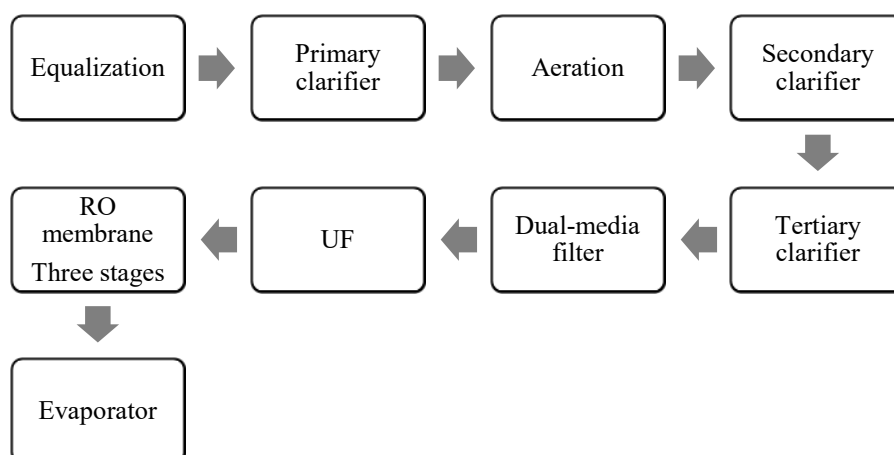 Equalization
Primary
clarifier
Aeration
Secondary
clarifier
Tertiary
clarifier
Dual-media
filter
UF
RO
membrane
Three stages
Evaporator